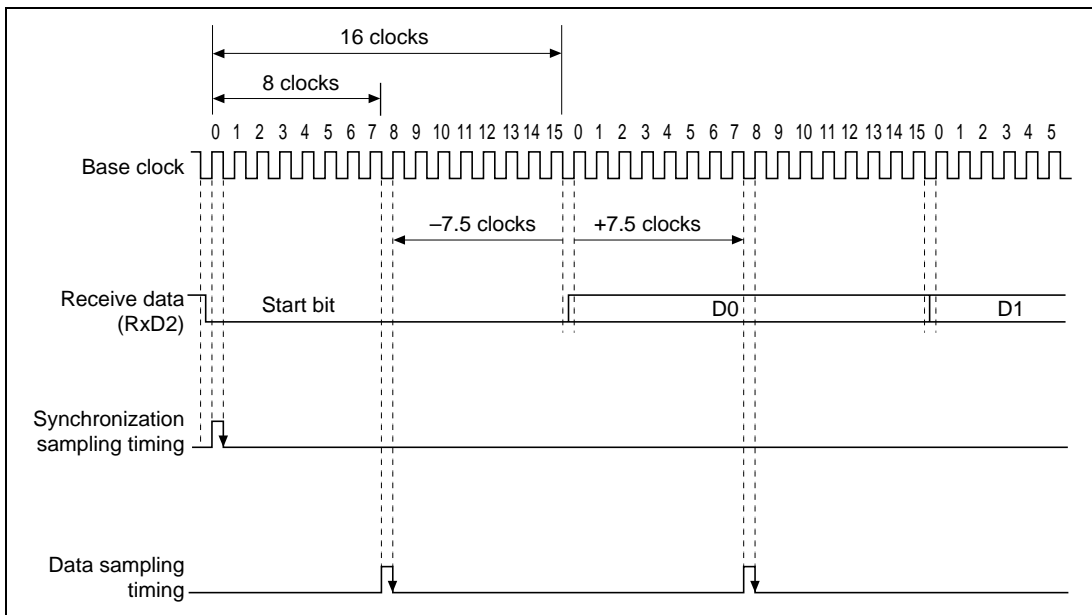 16 clocks
8 clocks
0 1 2 3 4 5 6 7 8 9 10 11 12 13 14 15 0 1 2 3 4 5 6 7 8 9 10 11 12 13 14 15 0 1 2 3 4 5
Base clock
–7.5 clocks +7.5 clocks
Receive data
(RxD2)
Start bit D0 D1
Synchronization
sampling timing
Data sampling
timing